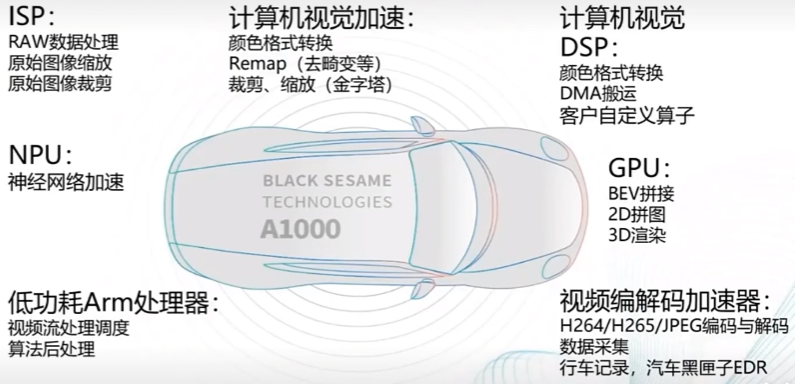 ISP：
RAW数据处理
原始图像缩放
原始图像裁剪
计算机视觉加速：
颜色格式转换
Remap（去畸变等）
裁剪、缩放（金字塔）
计算机视觉
DSP：
颜色格式转换
DMA搬运
客户自定义算子
NPU：
神经网络加速
BLACK SESAME
TECHNOLOGIES
A1000
GPU：
BEV拼接
2D拼图
3D渲染
低功耗Arm处理器：
视频流处理调度
算法后处理
视频编解码加速器：
H264/H265/JPEG编码与解码
数据采集
行车记录，汽车黑匣子EDR